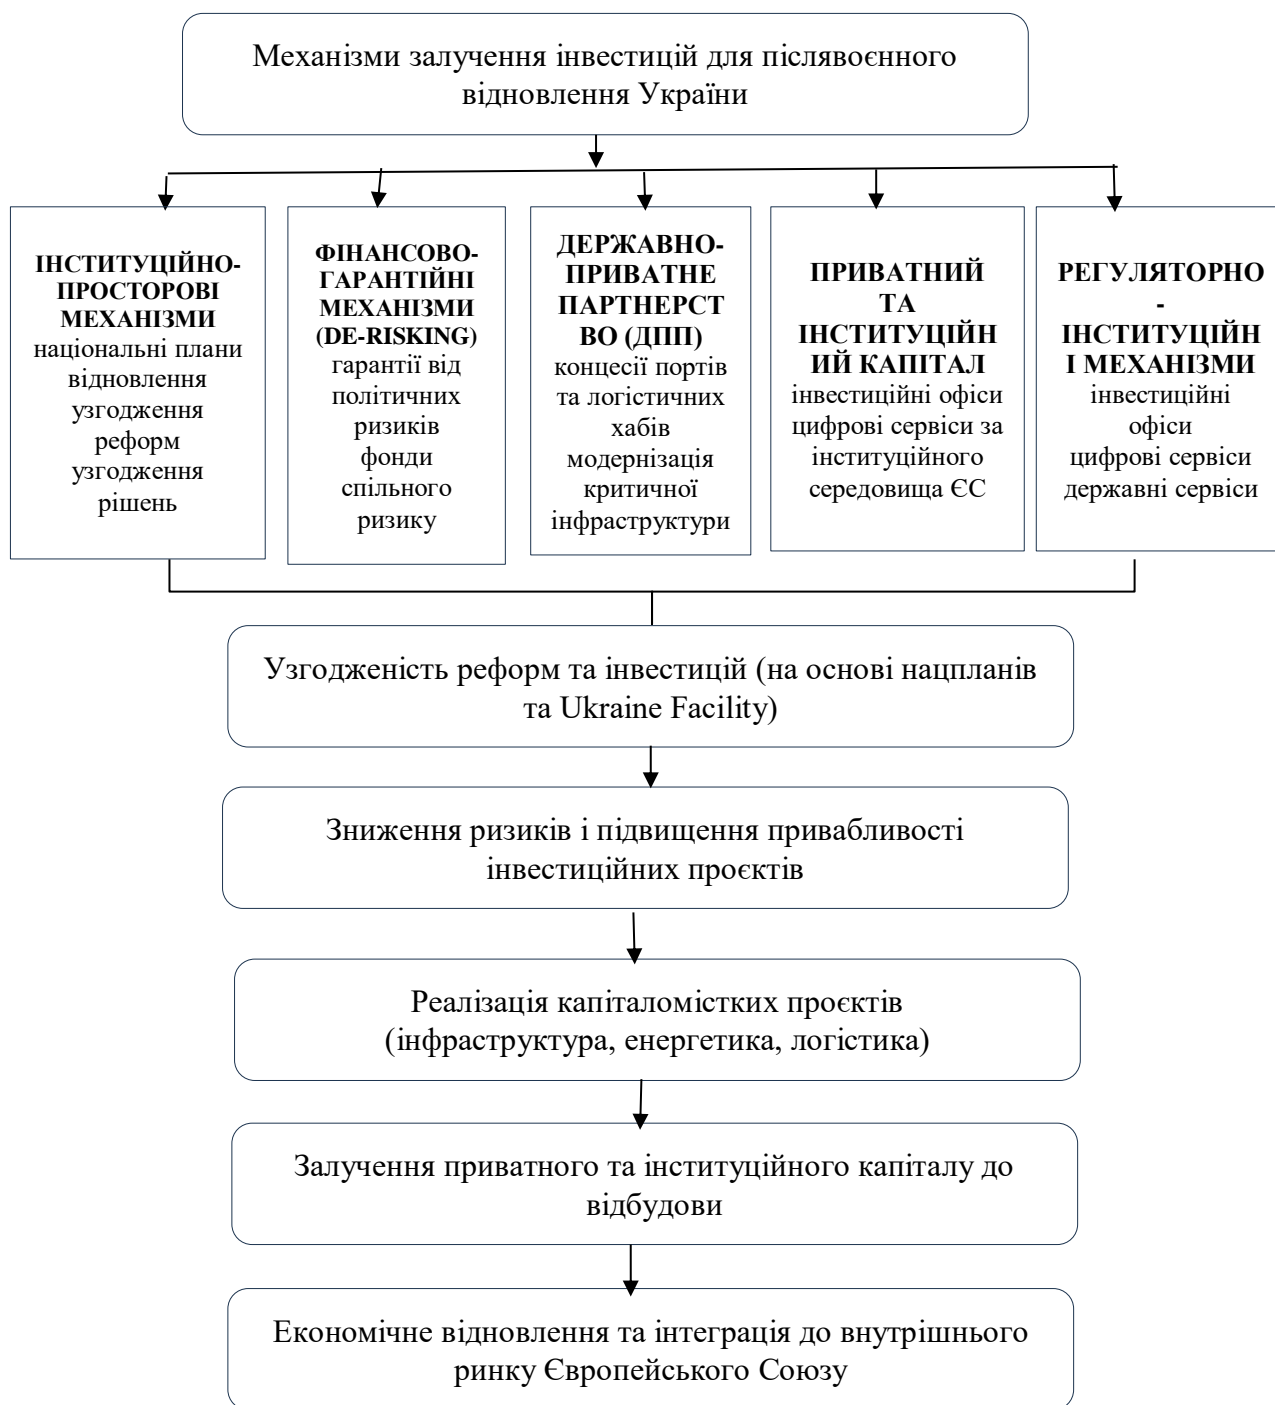 Механізми залучення інвестицій для післявоєнного
відновлення України
ІНСТИТУЦІЙНО-
ПРОСТОРОВІ
МЕХАНІЗМИ
національні плани
відновлення
узгодження
реформ
узгодження
рішень
ФІНАНСОВО-
ГАРАНТІЙНІ
МЕХАНІЗМИ
(DE-RISKING)
гарантії від
політичних
ризиків
фонди
спільного
ризику
ДЕРЖАВНО-
ПРИВАТНЕ
ПАРТНЕРСТ
ВО (ДПП)
концесії портів
та логістичних
хабів
модернізація
критичної
інфраструктури
ПРИВАТНИЙ
ТА
ІНСТИТУЦІЙН
ИЙ КАПІТАЛ
інвестиційні офіси
цифрові сервіси за
інституційного
середовища ЄС
РЕГУЛЯТОРНО
-
ІНСТИТУЦІЙН
І МЕХАНІЗМИ
інвестиційні
офіси
цифрові сервіси
державні сервіси
Узгодженість реформ та інвестицій (на основі нацпланів
та Ukraine Facility)
Зниження ризиків і підвищення привабливості
інвестиційних проєктів
Реалізація капіталомістких проєктів
(інфраструктура, енергетика, логістика)
Залучення приватного та інституційного капіталу до
відбудови
Економічне відновлення та інтеграція до внутрішнього
ринку Європейського Союзу